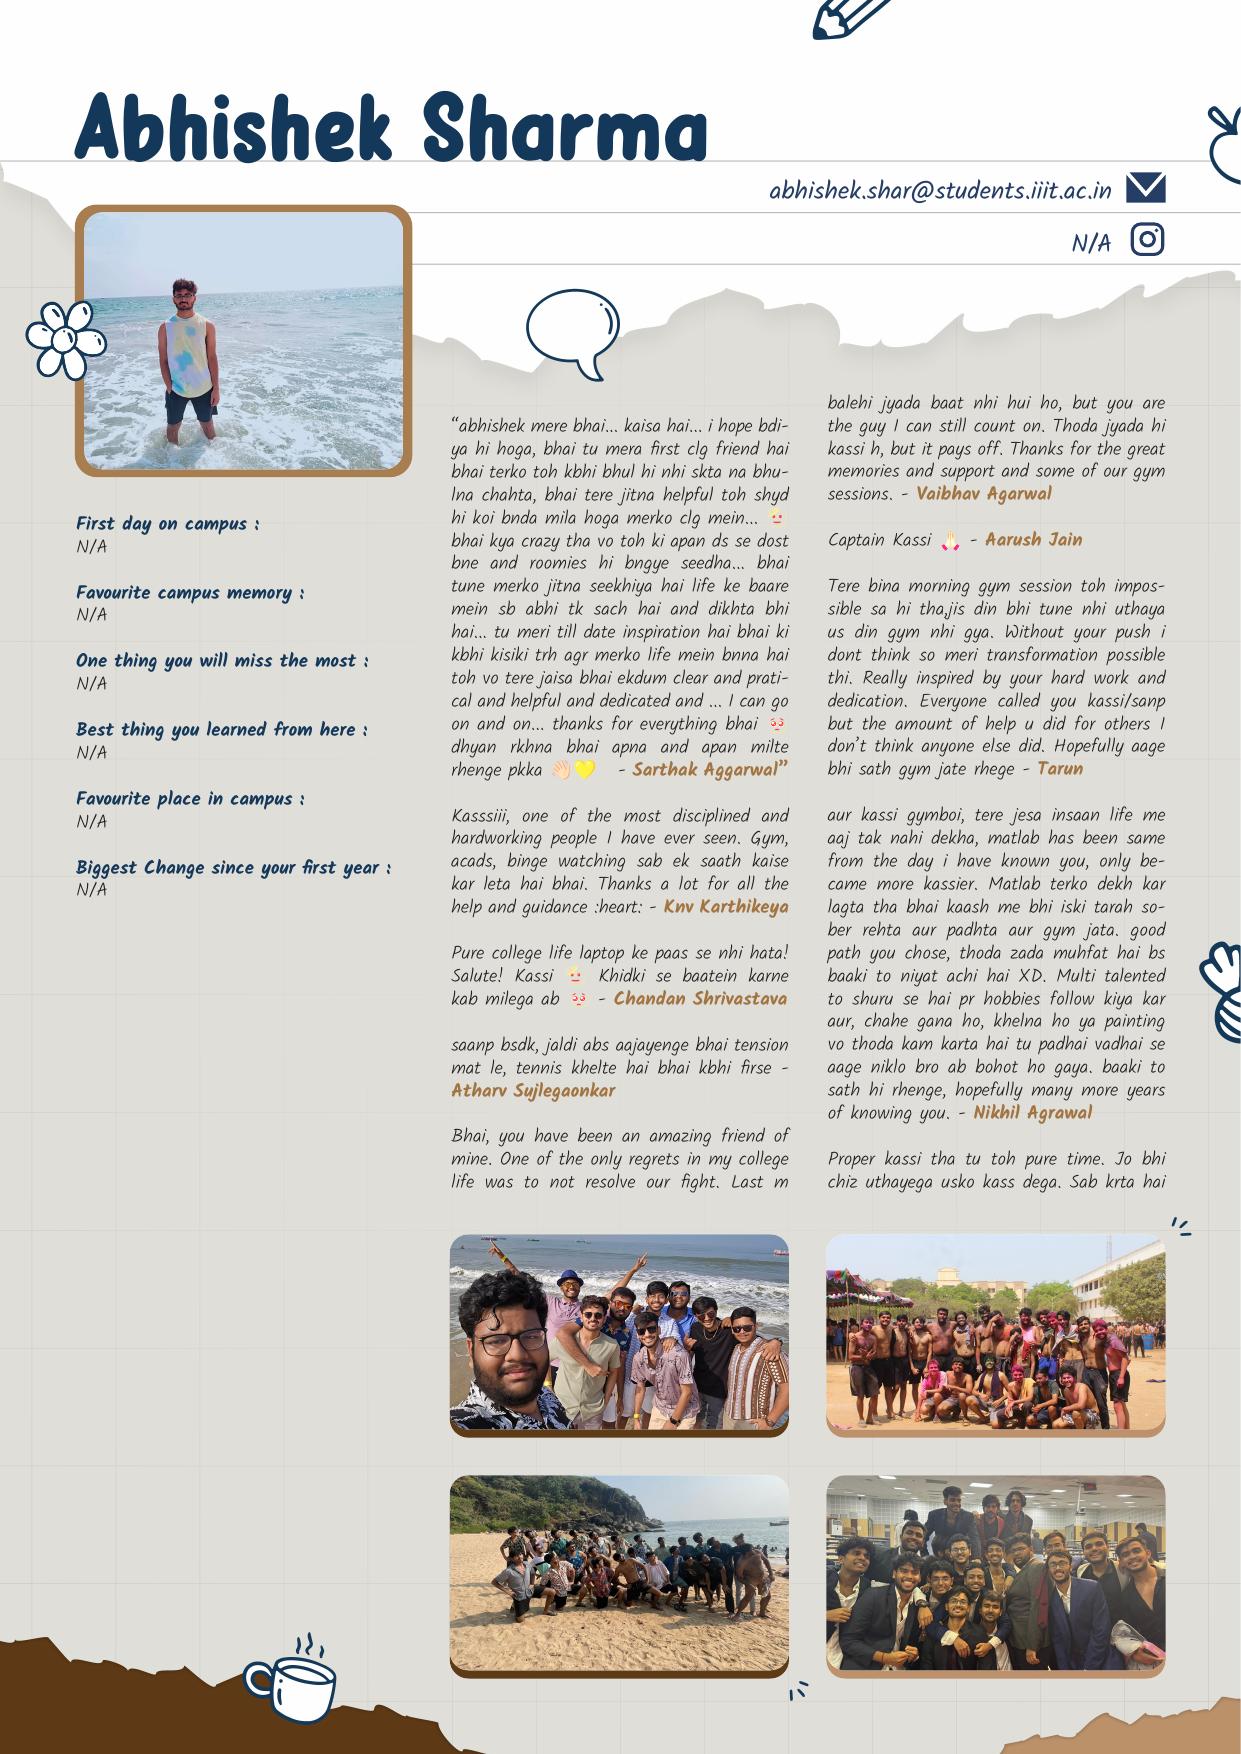 Abhishek Sharma
abhishek.shar@students.iiit.ac.in
N/A
First day on campus :
N/A
Favourite campus memory :
N/A
One thing you will miss the most :
N/A
Best thing you learned from here :
N/A
Favourite place in campus :
N/A
Biggest Change since your first year :
N/A
“abhishek mere bhai... kaisa hai... i hope bdi-
ya hi hoga, bhai tu mera first clg friend hai
bhai terko toh kbhi bhul hi nhi skta na bhu-
lna chahta, bhai tere jitna helpful toh shyd
hi koi bnda mila hoga merko clg mein...
bhai kya crazy tha vo toh ki apan ds se dost
bne and roomies hi bngye seedha... bhai
tune merko jitna seekhiya hai life ke baare
mein sb abhi tk sach hai and dikhta bhi
hai... tu meri till date inspiration hai bhai ki
kbhi kisiki trh agr merko life mein bnna hai
toh vo tere jaisa bhai ekdum clear and prati-
cal and helpful and dedicated and ... I can go
on and on... thanks for everything bhai 🥺
dhyan rkhna bhai apna and apan milte
rhenge pkka 👋🏻💛 - Sarthak Aggarwal”
Kasssiii, one of the most disciplined and
hardworking people I have ever seen. Gym,
acads, binge watching sab ek saath kaise
kar leta hai bhai. Thanks a lot for all the
help and guidance :heart: - Knv Karthikeya
Pure college life laptop ke paas se nhi hata!
Salute! Kassi Khidki se baatein karne
kab milega ab 🥺 - Chandan Shrivastava
saanp bsdk, jaldi abs aajayenge bhai tension
mat le, tennis khelte hai bhai kbhi firse -
Atharv Sujlegaonkar
Bhai, you have been an amazing friend of
mine. One of the only regrets in my college
life was to not resolve our fight. Last m
balehi jyada baat nhi hui ho, but you are
the guy I can still count on. Thoda jyada hi
kassi h, but it pays off. Thanks for the great
memories and support and some of our gym
sessions. - Vaibhav Agarwal
Captain Kassi 🙏🏻 - Aarush Jain
Tere bina morning gym session toh impos-
sible sa hi tha,jis din bhi tune nhi uthaya
us din gym nhi gya. Without your push i
dont think so meri transformation possible
thi. Really inspired by your hard work and
dedication. Everyone called you kassi/sanp
but the amount of help u did for others I
don’t think anyone else did. Hopefully aage
bhi sath gym jate rhege - Tarun
aur kassi gymboi, tere jesa insaan life me
aaj tak nahi dekha, matlab has been same
from the day i have known you, only be-
came more kassier. Matlab terko dekh kar
lagta tha bhai kaash me bhi iski tarah so-
ber rehta aur padhta aur gym jata. good
path you chose, thoda zada muhfat hai bs
baaki to niyat achi hai XD. Multi talented
to shuru se hai pr hobbies follow kiya kar
aur, chahe gana ho, khelna ho ya painting
vo thoda kam karta hai tu padhai vadhai se
aage niklo bro ab bohot ho gaya. baaki to
sath hi rhenge, hopefully many more years
of knowing you. - Nikhil Agrawal
Proper kassi tha tu toh pure time. Jo bhi
chiz uthayega usko kass dega. Sab krta hai